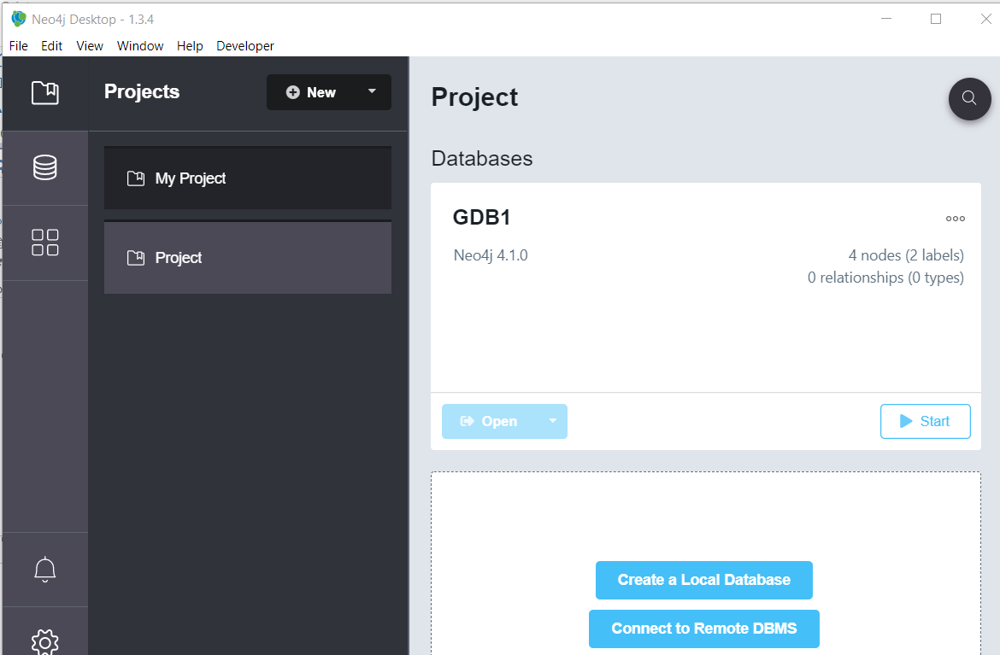 Neo4j Desktop - 1.3.4
File Edit View Window Help Developer
Projects
New
My Project
Project
Project
Databases
GDB1
Neo4j 4.1.0
4 nodes (2 labels)
0 relationships (0 types)
Open
Start
Create a Local Database
Connect to Remote DBMS